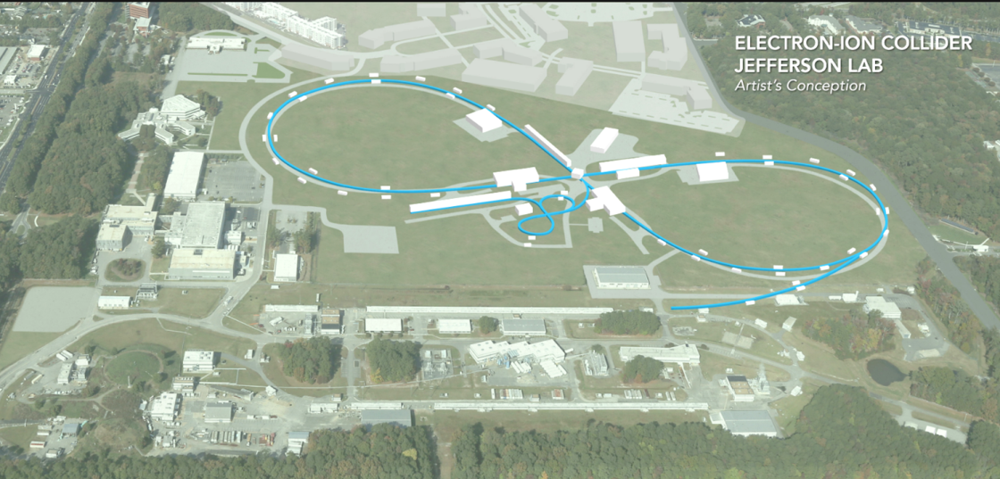 ELECTRON-ION COLLIDER
JEFFERSON LAB
Artist's Conception